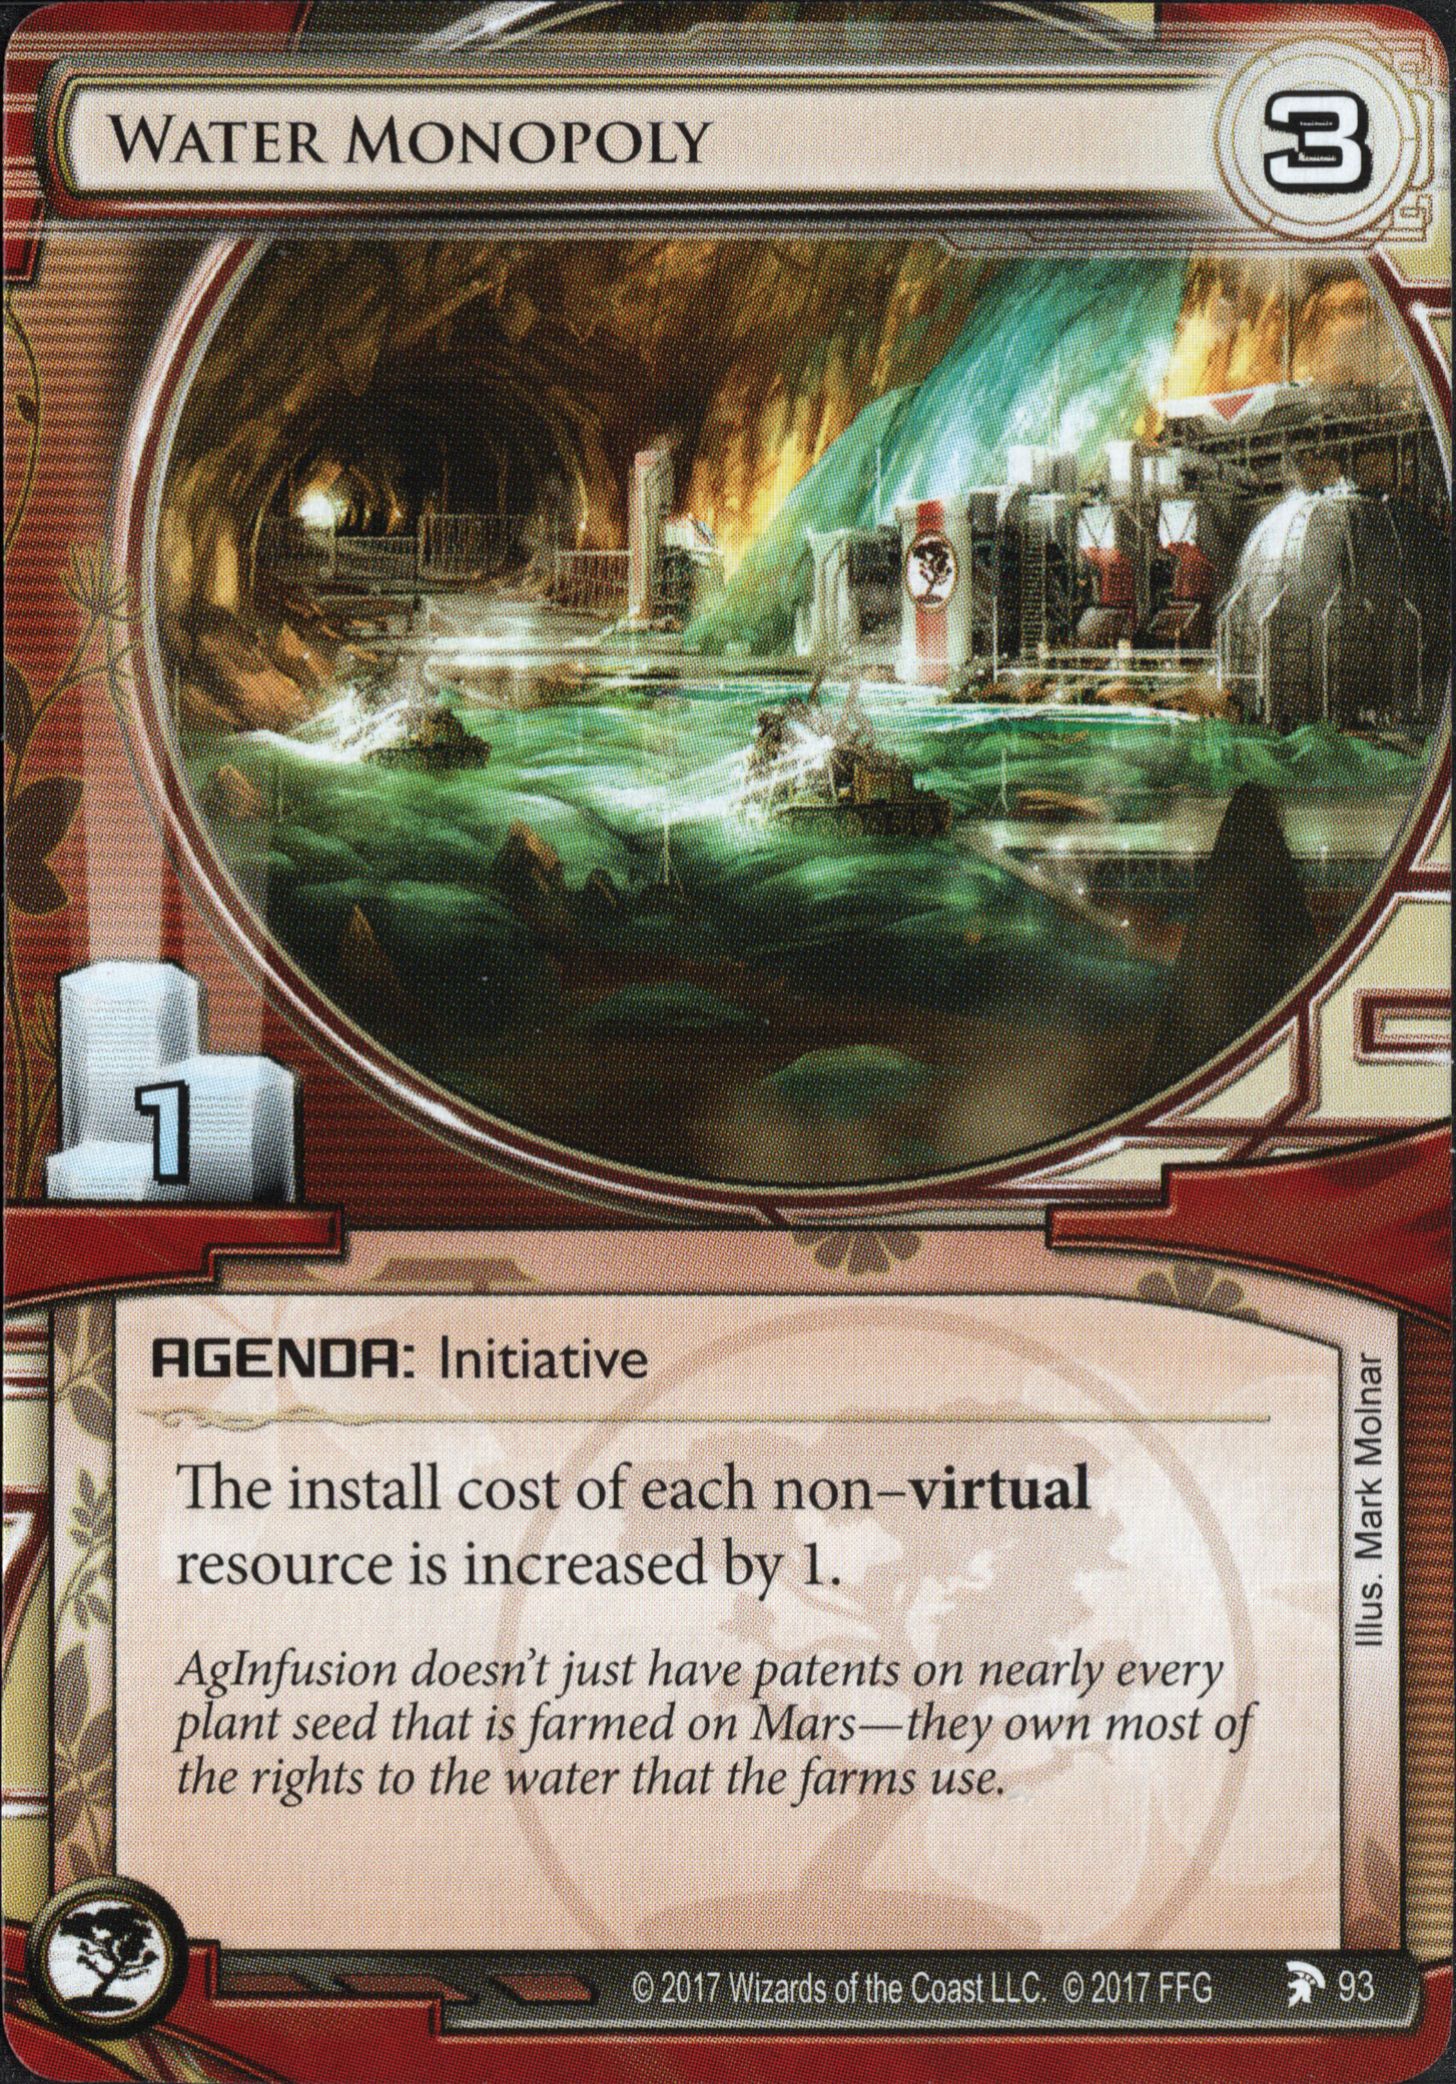 WATER MONOPOLY
3
1
AGENDA: Initiative
The install cost of each non–virtual
resource is increased by 1.
AgInfusion doesn't just have patents on nearly every
plant seed that is farmed on Mars—they own most of
the rights to the water that the farms use.
Illus. Mark Molnar
© 2017 Wizards of the Coast LLC. © 2017 FFG
93